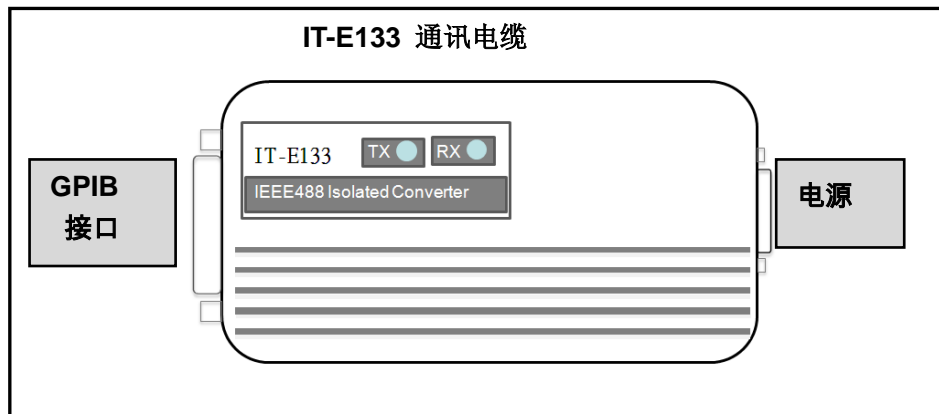 IT-E133 通讯电缆
IT-E133 TX RX
IEEE488 Isolated Converter
GPIB
接口
电源